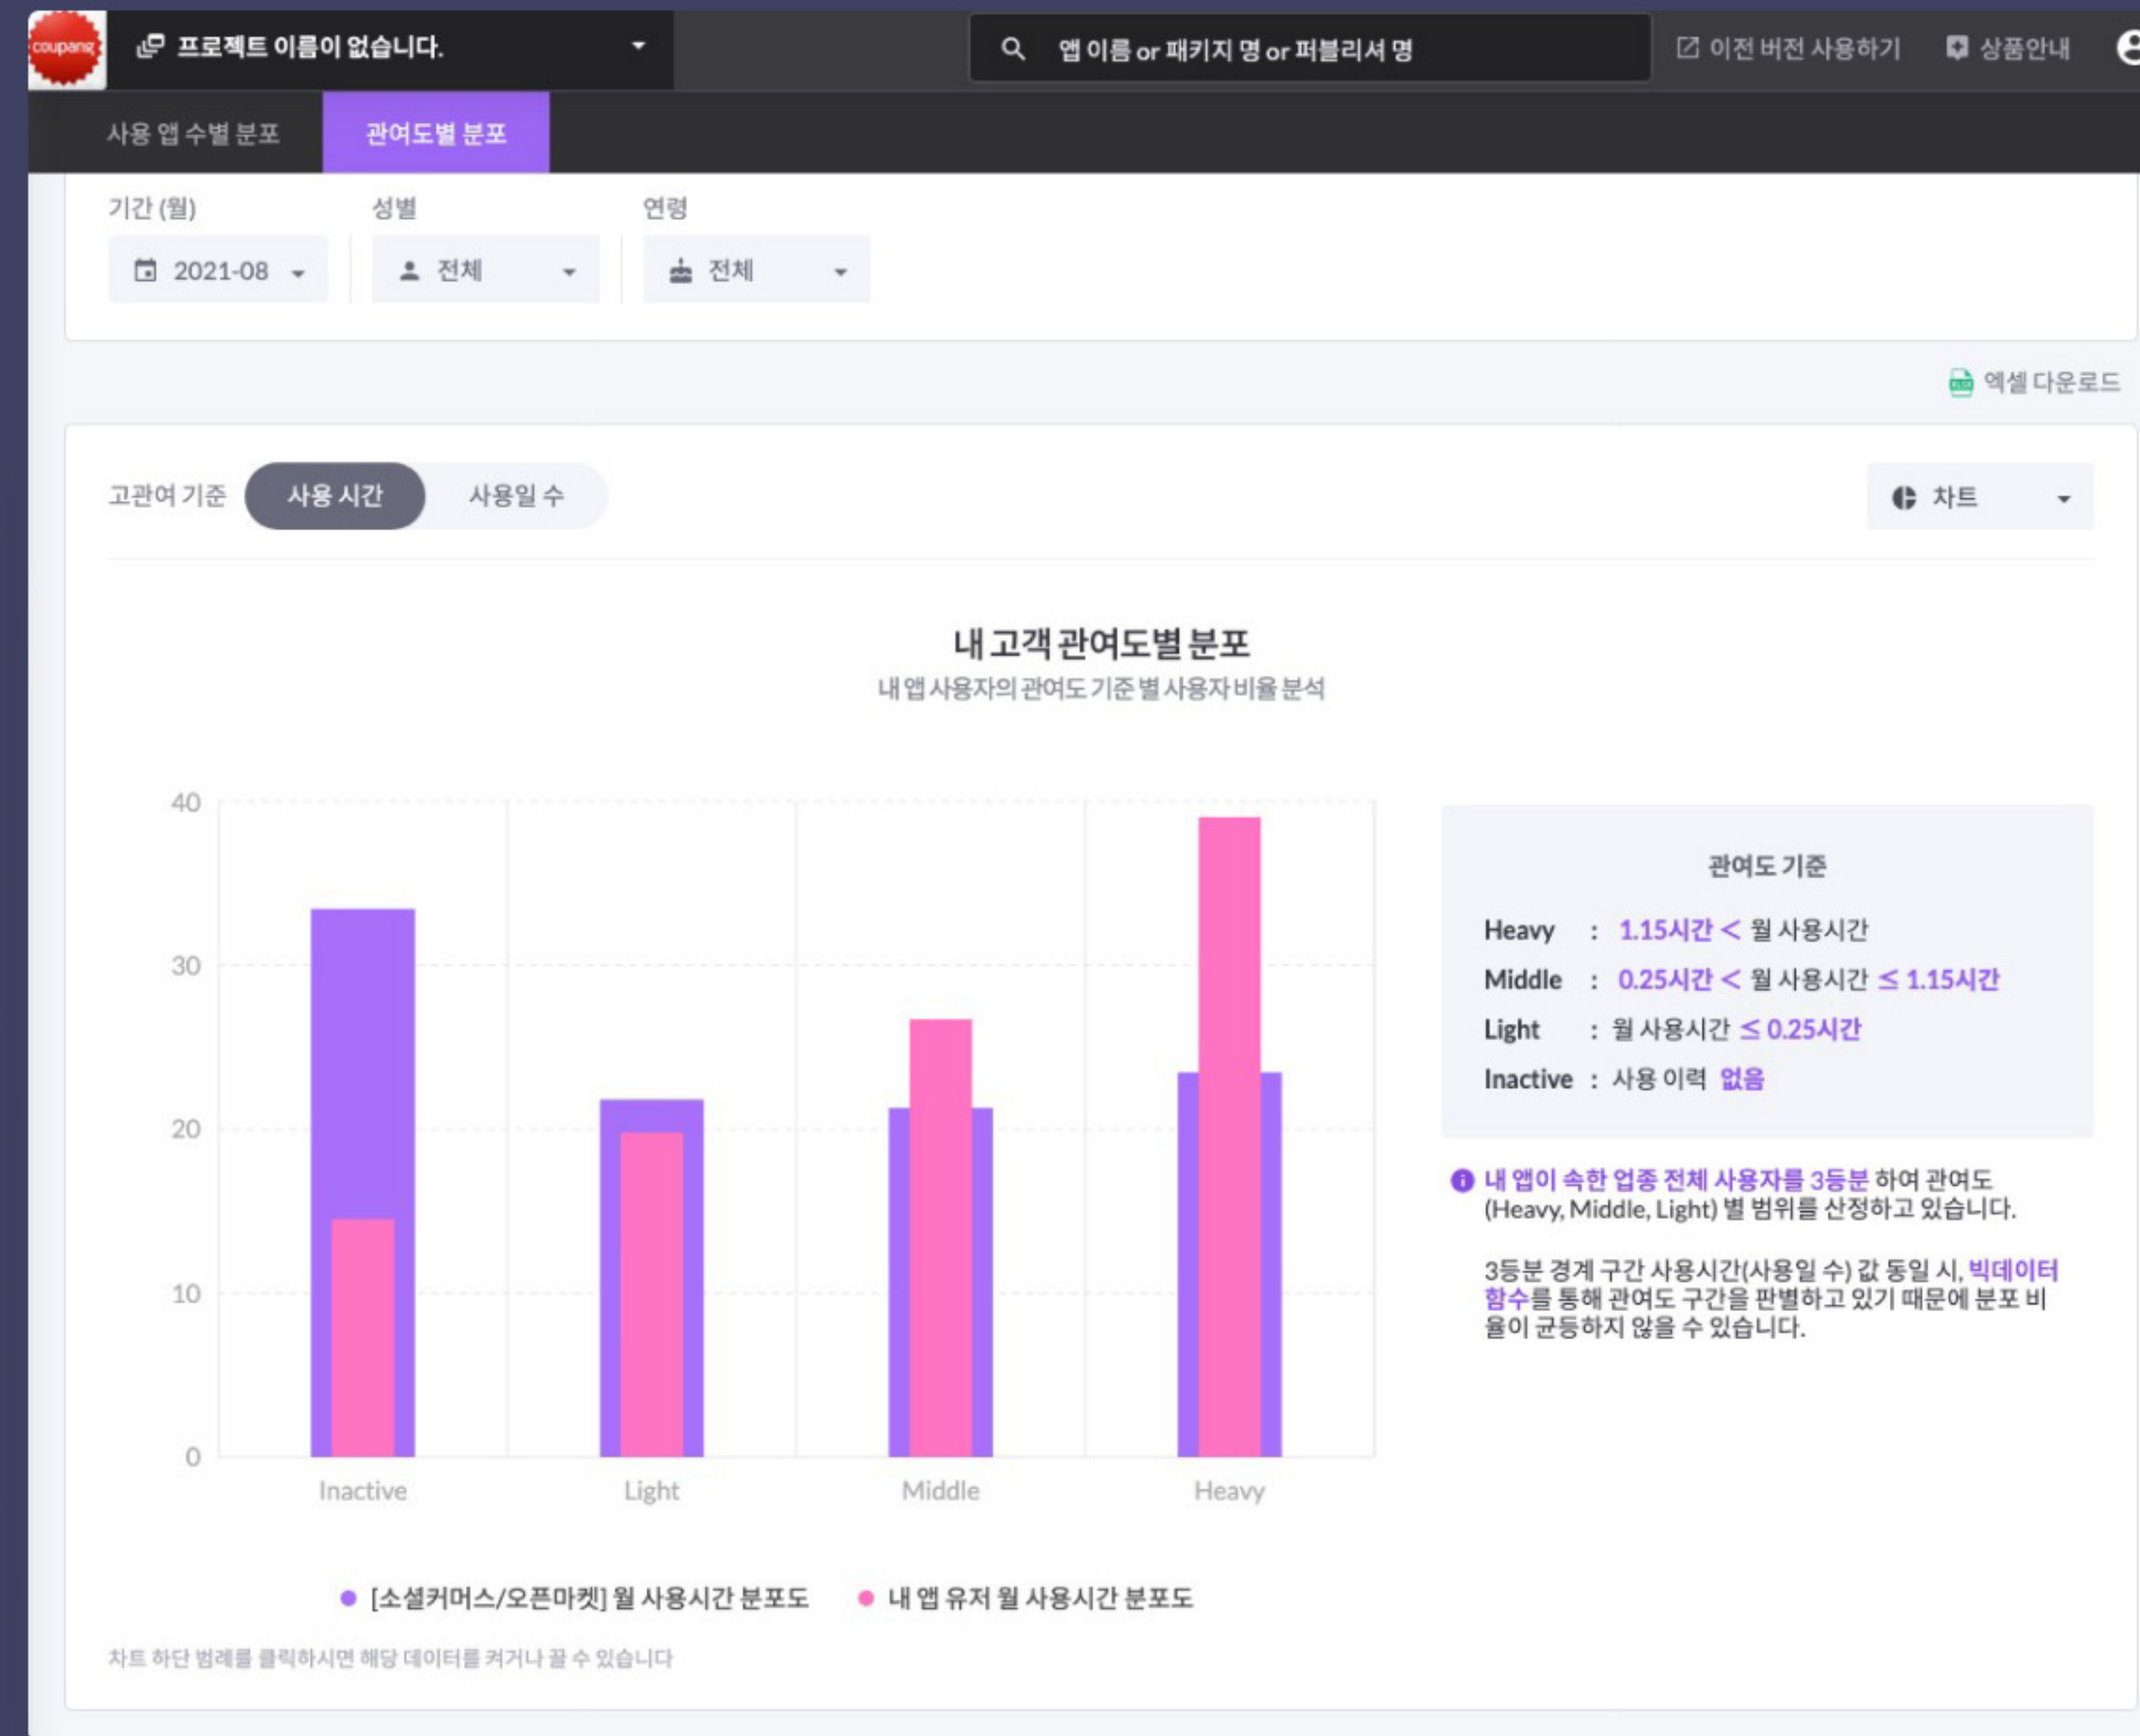 coupang
프로젝트 이름이 없습니다.
앱 이름 or 패키지 명 or 퍼블리셔 명
이전 버전 사용하기
상품안내
사용 앱 수별 분포
관여도별 분포
기간 (월)
성별
연령
2021-08
전체
전체
엑셀 다운로드
고관여 기준
사용 시간
사용일 수
차트
내 고객 관여도별 분포
내 앱 사용자의 관여도 기준 별 사용자 비율 분석
40
30
20
10
0
Inactive
Light
Middle
Heavy
관여도 기준
Heavy : 1.15시간 < 월 사용시간
Middle : 0.25시간 < 월 사용시간 ≤ 1.15시간
Light : 월 사용시간 ≤ 0.25시간
Inactive : 사용 이력 없음
내 앱이 속한 업종 전체 사용자를 3등분 하여 관여도
(Heavy, Middle, Light) 별 범위를 산정하고 있습니다.
3등분 경계 구간 사용시간(사용일 수) 값 동일 시, 빅데이터
함수를 통해 관여도 구간을 판별하고 있기 때문에 분포 비
율이 균등하지 않을 수 있습니다.
[소셜커머스/오픈마켓] 월 사용시간 분포도
내 앱 유저 월 사용시간 분포도
차트 하단 범례를 클릭하시면 해당 데이터를 켜거나 끌 수 있습니다